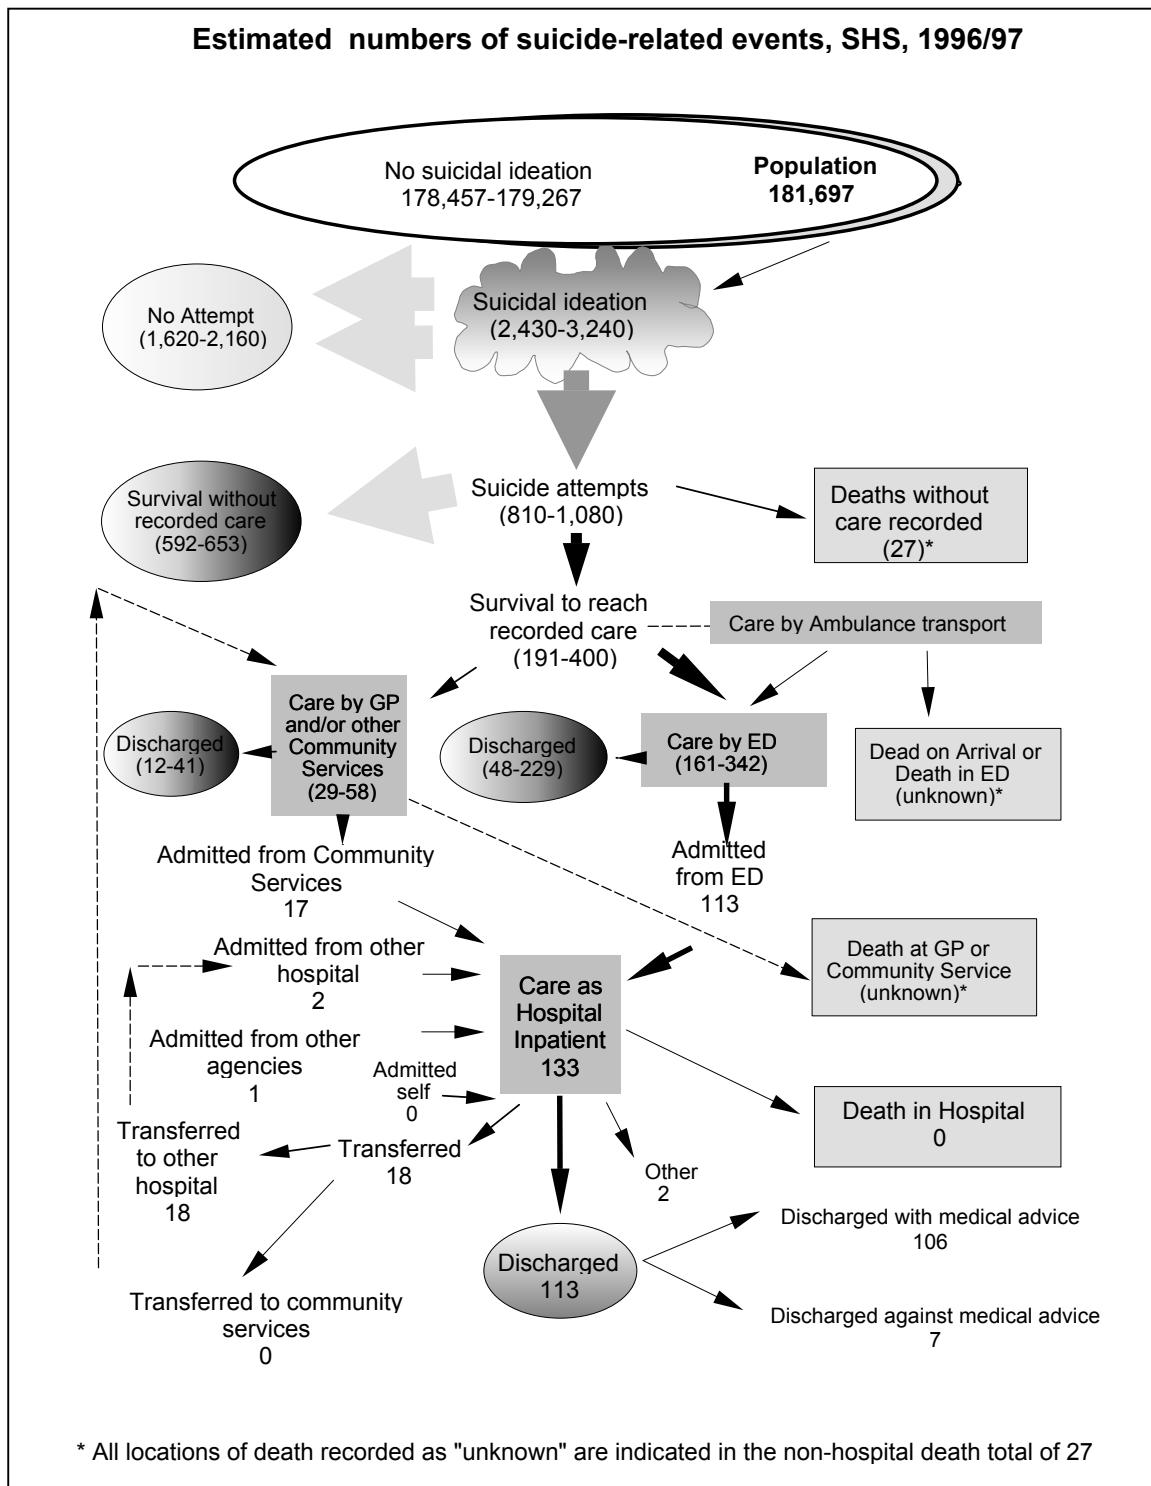 Estimated numbers of suicide-related events, SHS, 1996/97
No suicidal ideation
178,457-179,267
Population
181,697
Suicidal ideation
(2,430-3,240)
No Attempt
(1,620-2,160)
Suicide attempts
(810-1,080)
Survival without
recorded care
(592-653)
Deaths without
care recorded
(27)*
Survival to reach
recorded care
(191-400)
Care by Ambulance transport
Care by GP
and/or other
Community
Services
(29-58)
Discharged
(12-41)
Discharged
(48-229)
Care by ED
(161-342)
Dead on Arrival or
Death in ED
(unknown)*
Admitted from Community
Services
17
Admitted
from ED
113
Admitted from other
hospital
2
Death at GP or
Community Service
(unknown)*
Care as
Hospital
Inpatient
133
Admitted from other
agencies
1
Admitted
self
0
Death in Hospital
0
Transferred
to other
hospital
18
Transferred
18
Other
2
Discharged
113
Discharged with medical advice
106
Transferred to community
services
0
Discharged against medical advice
7
* All locations of death recorded as "unknown" are indicated in the non-hospital death total of 27